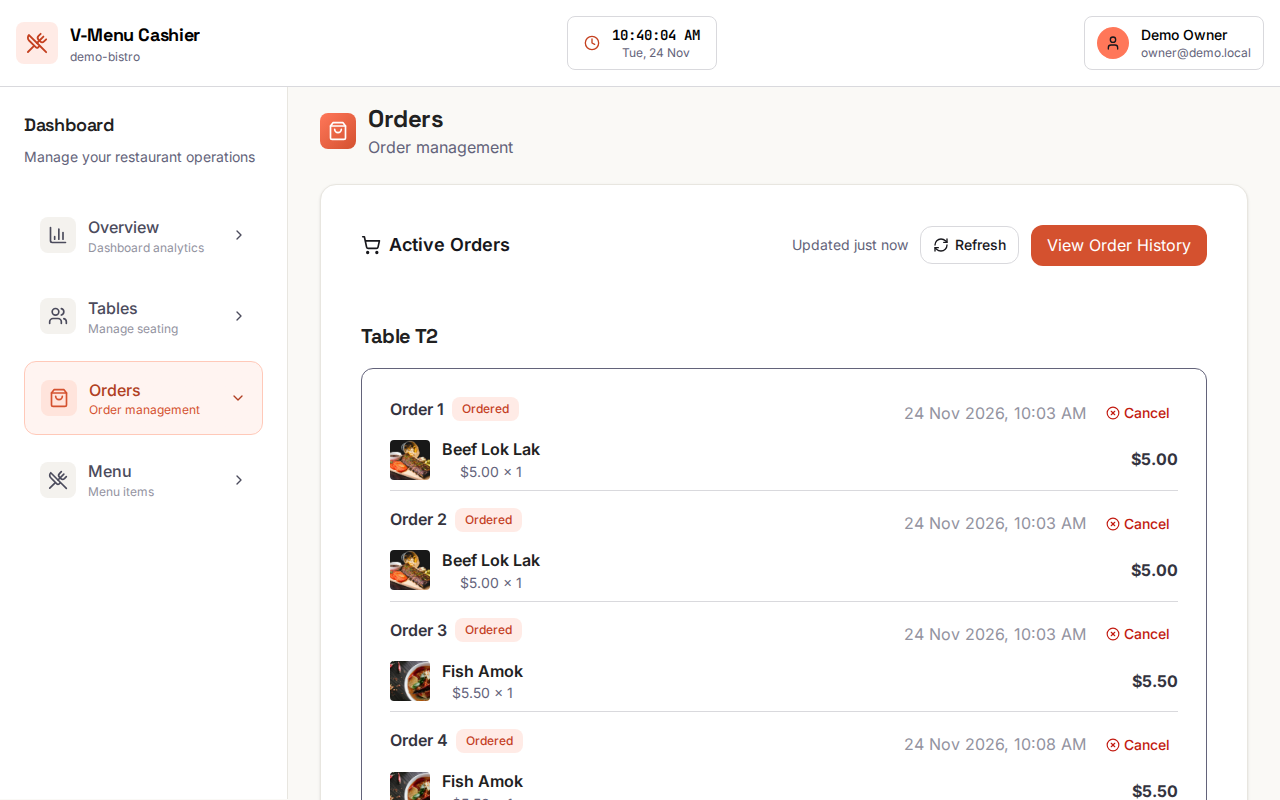 V-Menu Cashier
demo-bistro
10:40:04 AM
Tue, 24 Nov
Demo Owner
owner@demo.local
Dashboard
Manage your restaurant operations
Overview
Dashboard analytics
Tables
Manage seating
Orders
Order management
Menu
Menu items
Orders
Order management
Active Orders
Updated just now
Refresh
View Order History
Table T2
Order 1 Ordered 24 Nov 2026, 10:03 AM Cancel
Beef Lok Lak
$5.00 × 1
$5.00
Order 2 Ordered 24 Nov 2026, 10:03 AM Cancel
Beef Lok Lak
$5.00 × 1
$5.00
Order 3 Ordered 24 Nov 2026, 10:03 AM Cancel
Fish Amok
$5.50 × 1
$5.50
Order 4 Ordered 24 Nov 2026, 10:08 AM Cancel
Fish Amok
$5.50